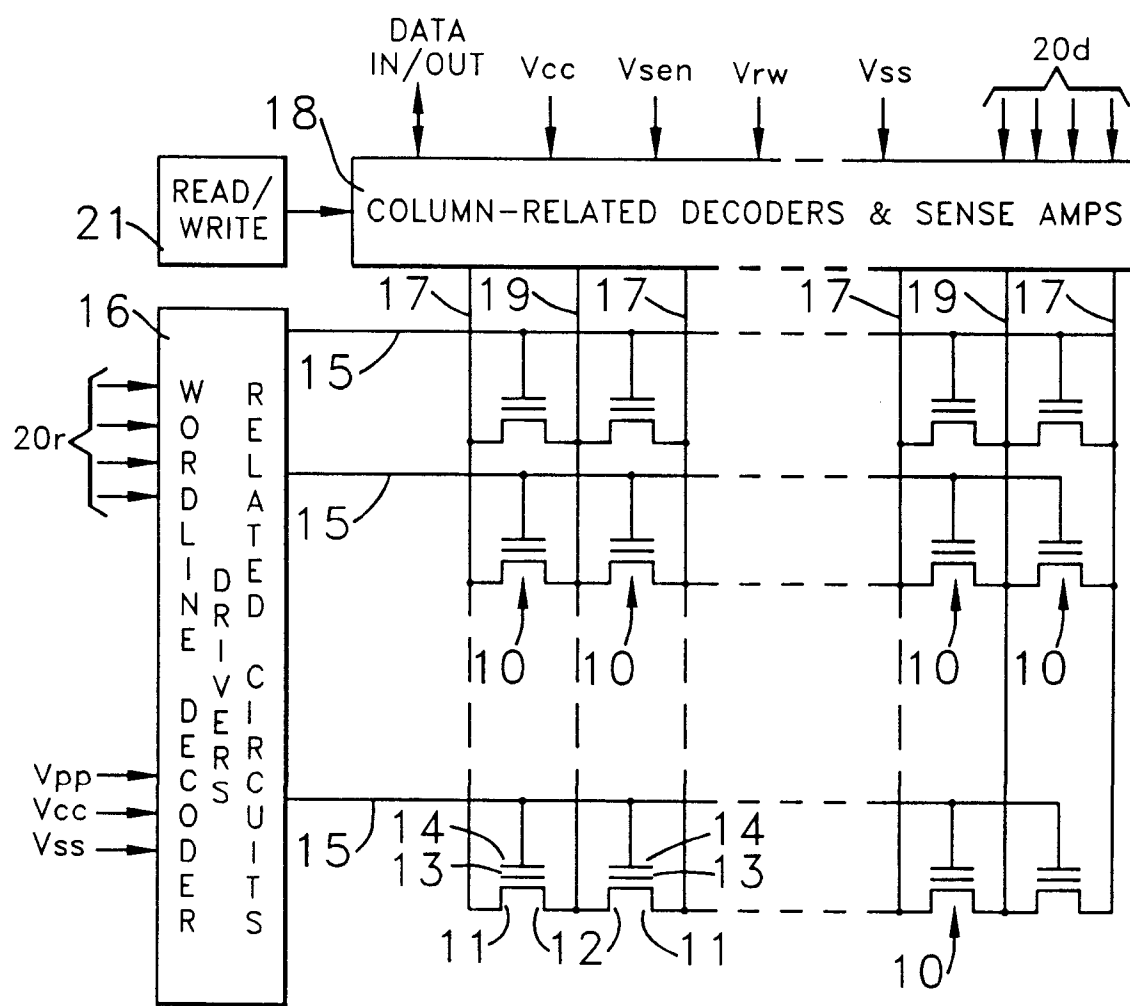 DATA
IN/OUT
Vcc
Vsen
Vrw
Vss
20d
18
READ/
WRITE
21
COLUMN-RELATED DECODERS & SENSE AMPS
17
19
17
17
19
17
16
15
20r
WORDLINE DECODER
DRIVERS
RELATED CIRCUITS
15
10
10
10
10
Vpp
Vcc
Vss
15
14
13
14
13
11
12
12
11
10